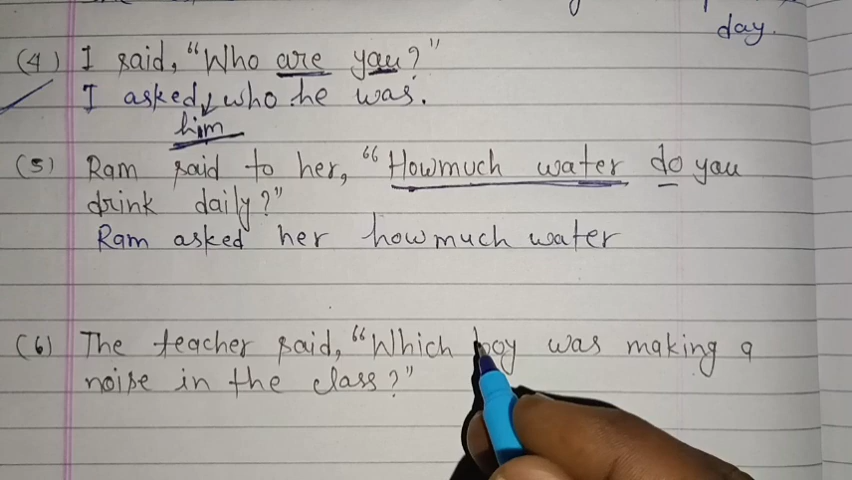 day.
(4) I said, "Who are you?"
I asked who he was.
him
(5) Ram said to her, "Howmuch water do you
drink daily?"
Ram asked her howmuch water
(6) The teacher said, "Which boy was making a
noise in the class?"